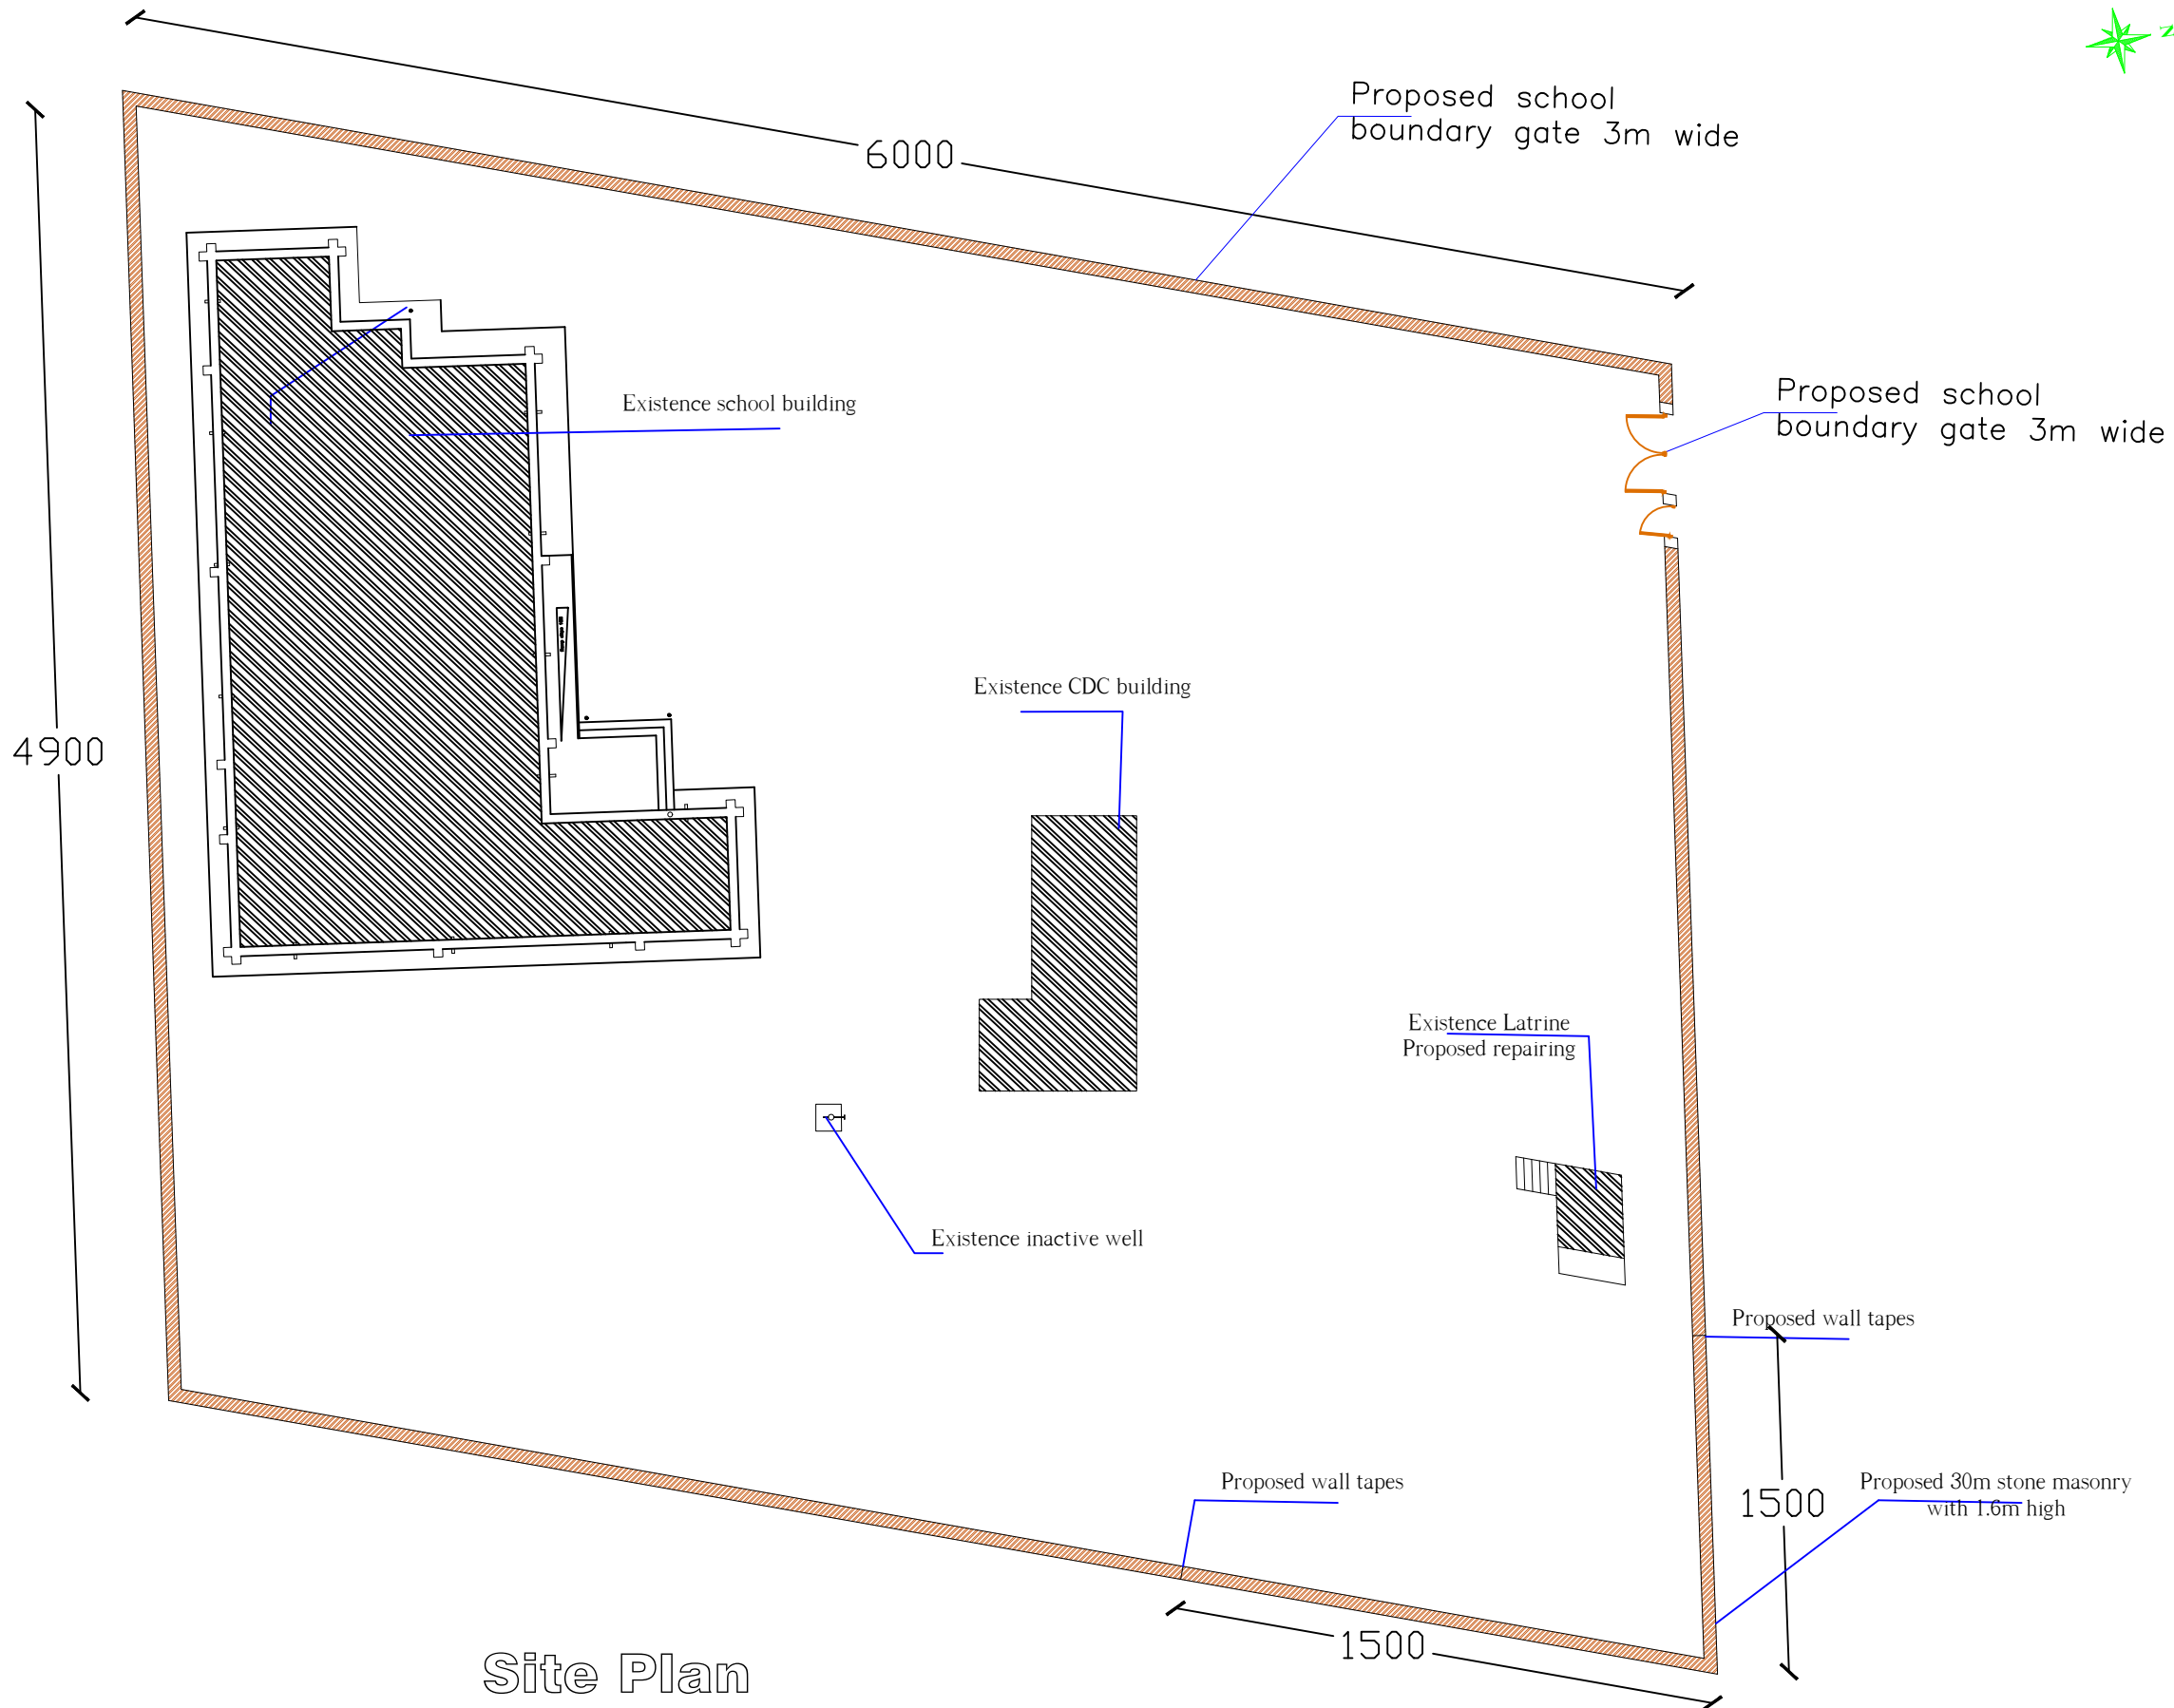 N
Proposed school
boundary gate 3m wide
6000
Proposed school
boundary gate 3m wide
Existence school building
Existence CDC building
4900
Existence Latrine
Proposed repairing
Existence inactive well
Proposed wall tapes
Proposed wall tapes
1500
Proposed 30m stone masonry
with 1.6m high
1500
Site Plan